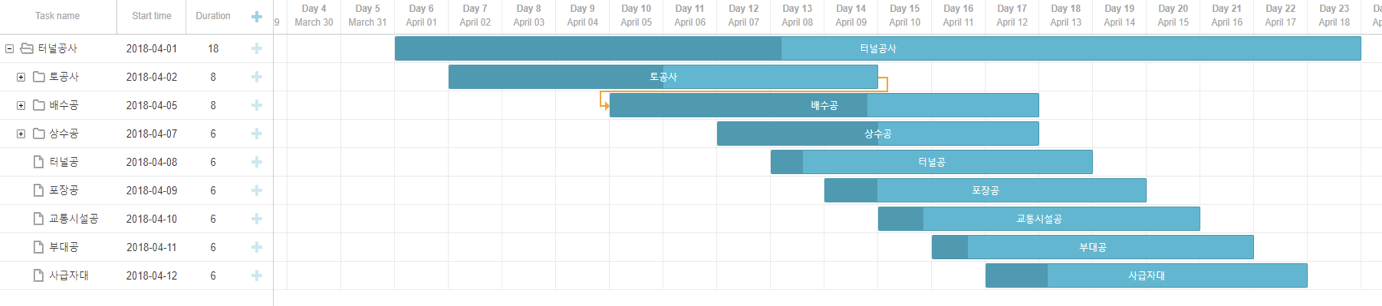 Task name Start time Duration
9 Day 4 Day 5 Day 6 Day 7 Day 8 Day 9 Day 10 Day 11 Day 12 Day 13 Day 14 Day 15 Day 16 Day 17 Day 18 Day 19 Day 20 Day 21 Day 22 Day 23 Da
March 30 March 31 April 01 April 02 April 03 April 04 April 05 April 06 April 07 April 08 April 09 April 10 April 11 April 12 April 13 April 14 April 15 April 16 April 17 April 18 Ap
터널공사 2018-04-01 18 터널공사
토공사 2018-04-02 8 토공사
배수공 2018-04-05 8 배수공
상수공 2018-04-07 6 상수공
터널공 2018-04-08 6 터널공
포장공 2018-04-09 6 포장공
교통시설공 2018-04-10 6 교통시설공
부대공 2018-04-11 6 부대공
사급자대 2018-04-12 6 사급자대